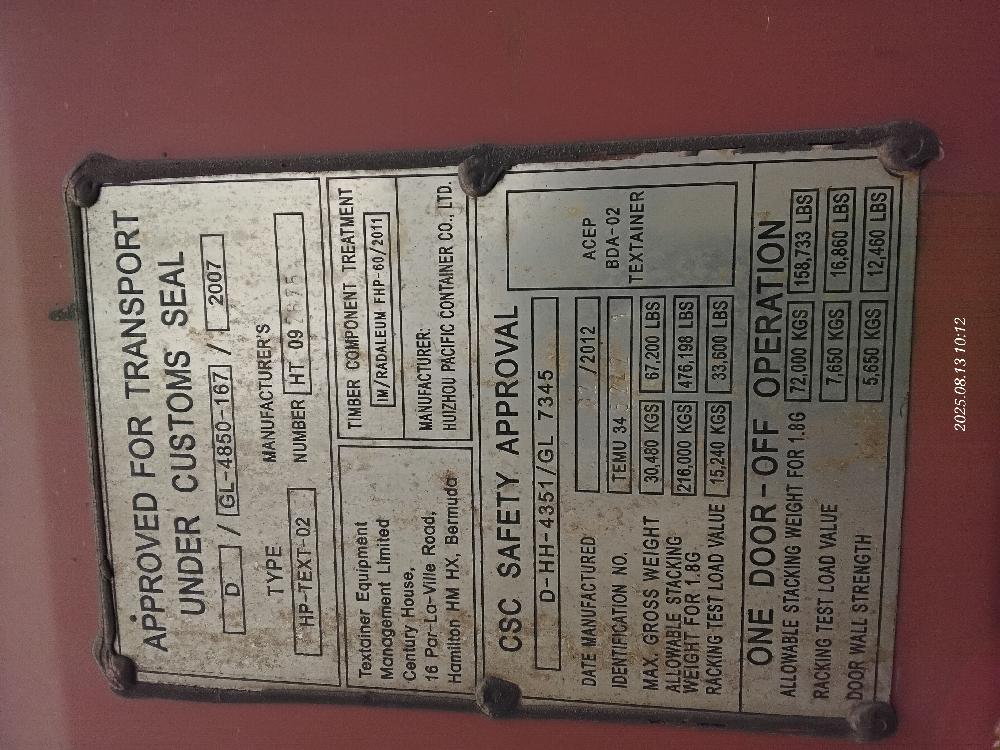 APPROVED FOR TRANSPORT
UNDER CUSTOMS SEAL
D / GL-4850-167 / 2007
TYPE
HP-TEXT-02
MANUFACTURER'S
NUMBER HT 09
Textainer Equipment
Management Limited
Century House,
16 Par-La-Ville Road,
Hamilton HM HX, Bermuda
TIMBER COMPONENT TREATMENT
IM/RADALEUM FHP-60/2011
MANUFACTURER:
HUIZHOU PACIFIC CONTAINER CO., LTD.
CSC SAFETY APPROVAL
D-HH-4351/GL 7345
DATE MANUFACTURED /2012
IDENTIFICATION NO. TEMU 34
MAX. GROSS WEIGHT 30,480 KGS 67,200 LBS
ALLOWABLE STACKING
WEIGHT FOR 1.8G 216,000 KGS 476,198 LBS
RACKING TEST LOAD VALUE 15,240 KGS 33,600 LBS
ACEP
BDA-02
TEXTAINER
ONE DOOR-OFF OPERATION
ALLOWABLE STACKING WEIGHT FOR 1.8G 72,000 KGS 158,733 LBS
RACKING TEST LOAD VALUE 7,650 KGS 16,860 LBS
DOOR WALL STRENGTH 5,650 KGS 12,460 LBS
2025.08.13 10:12